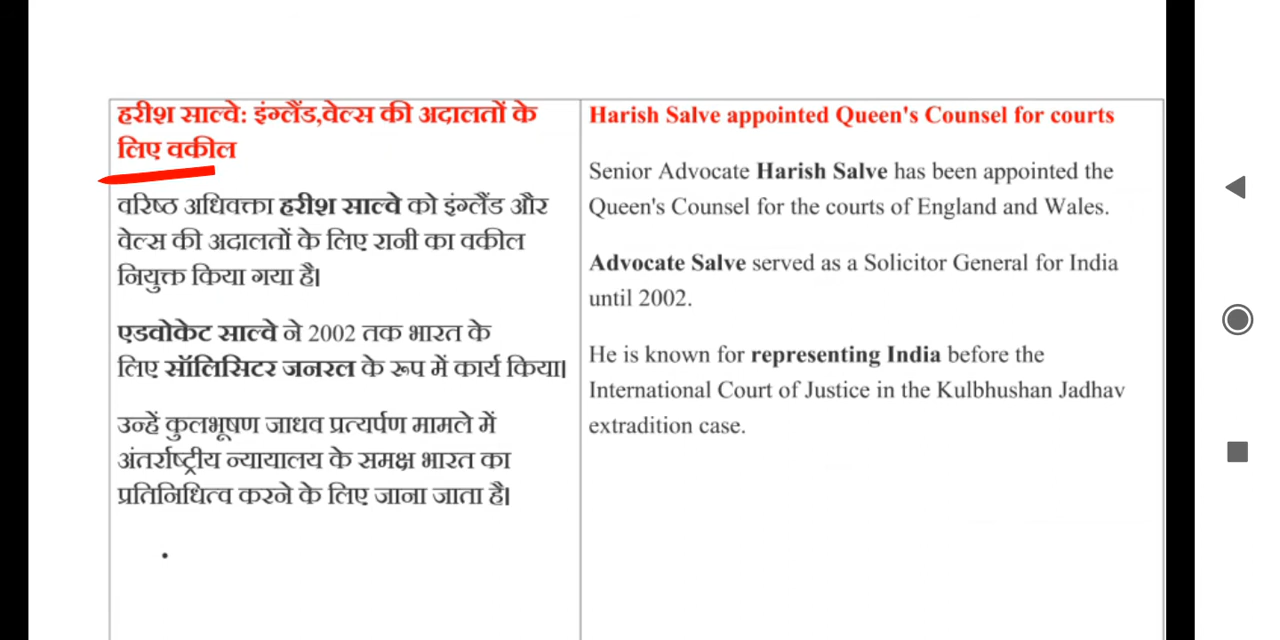 हरीश साल्वे: इंग्लैंड,वेल्स की अदालतों के
लिए वकील
वरिष्ठ अधिवक्ता हरीश साल्वे को इंग्लैंड और
वेल्स की अदालतों के लिए रानी का वकील
नियुक्त किया गया है।
एडवोकेट साल्वे ने 2002 तक भारत के
लिए सॉलिसिटर जनरल के रूप में कार्य किया।
उन्हें कुलभूषण जाधव प्रत्यर्पण मामले में
अंतर्राष्ट्रीय न्यायालय के समक्ष भारत का
प्रतिनिधित्व करने के लिए जाना जाता है।
Harish Salve appointed Queen's Counsel for courts
Senior Advocate Harish Salve has been appointed the
Queen's Counsel for the courts of England and Wales.
Advocate Salve served as a Solicitor General for India
until 2002.
He is known for representing India before the
International Court of Justice in the Kulbhushan Jadhav
extradition case.